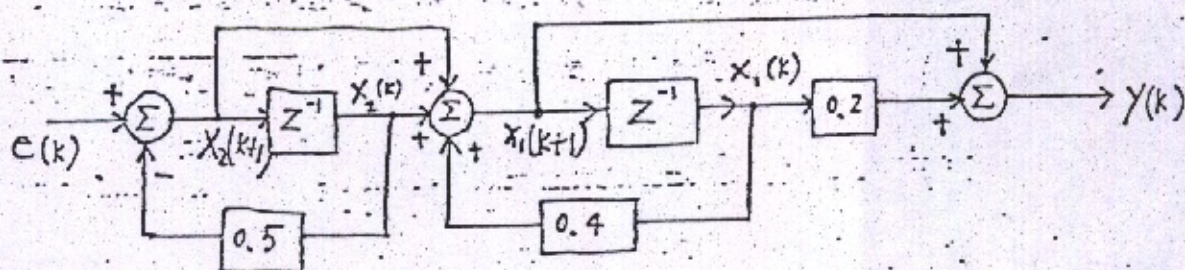 +
+
+
e(k)
+
Σ
−
X₂(k+1)
Z⁻¹
X₂(k)
0.5
+
Σ
+
x₁(k+1)
Z⁻¹
X₁(k)
0.4
0.2
+
Σ
y(k)